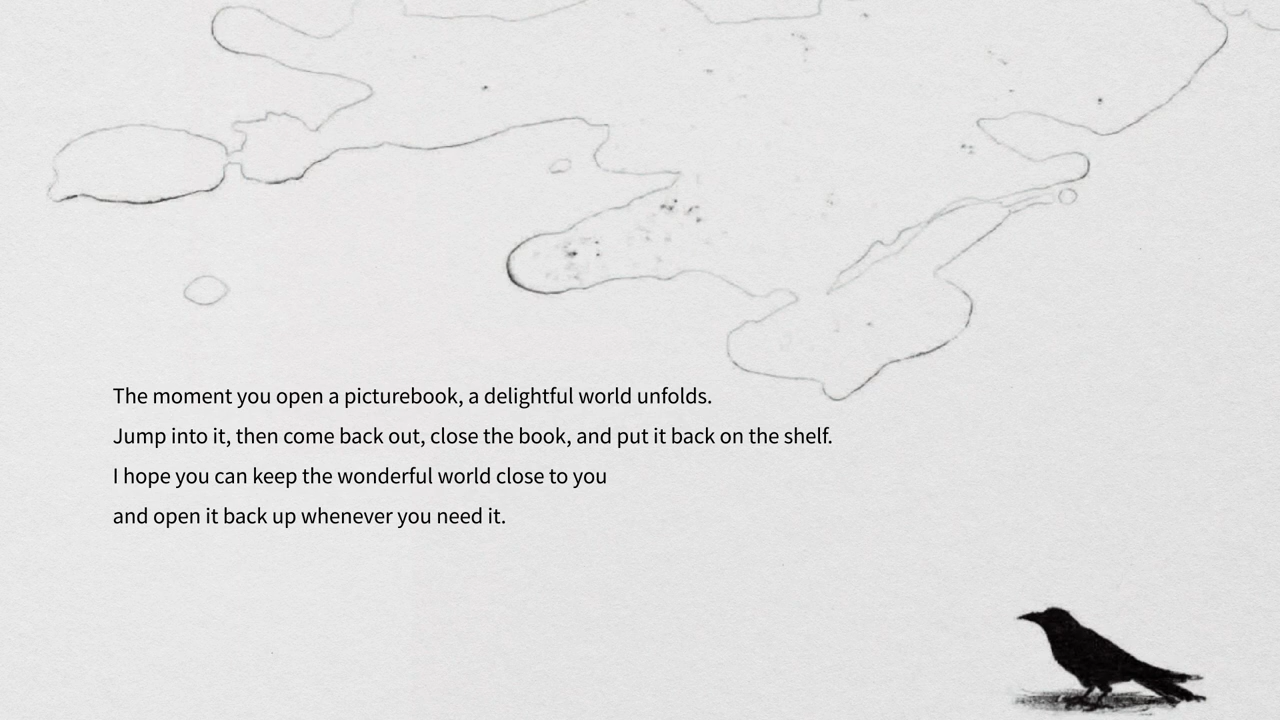 The moment you open a picturebook, a delightful world unfolds.
Jump into it, then come back out, close the book, and put it back on the shelf.
I hope you can keep the wonderful world close to you
and open it back up whenever you need it.